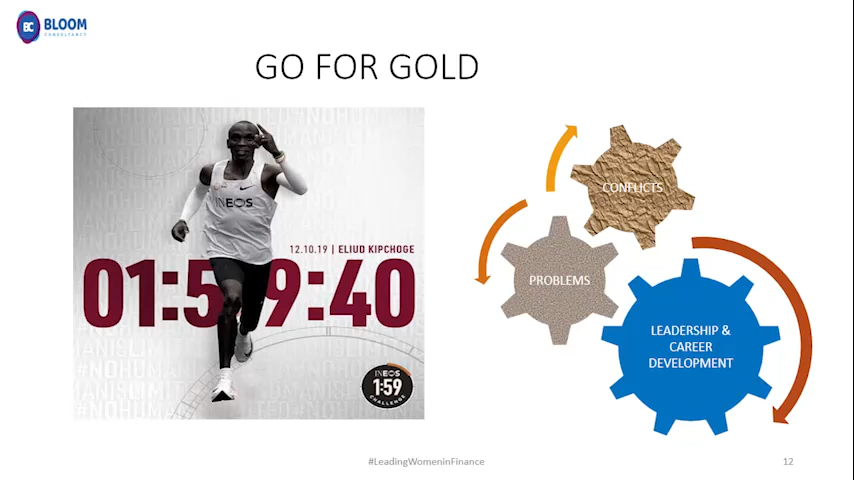 BC BLOOM
CONSULTANCY
GO FOR GOLD
INEOS
12.10.19 | ELIUD KIPCHOGE
01:59:40
INEOS
1:59
CHALLENGE
CONFLICTS
PROBLEMS
LEADERSHIP &
CAREER
DEVELOPMENT
#LeadingWomeninFinance
12